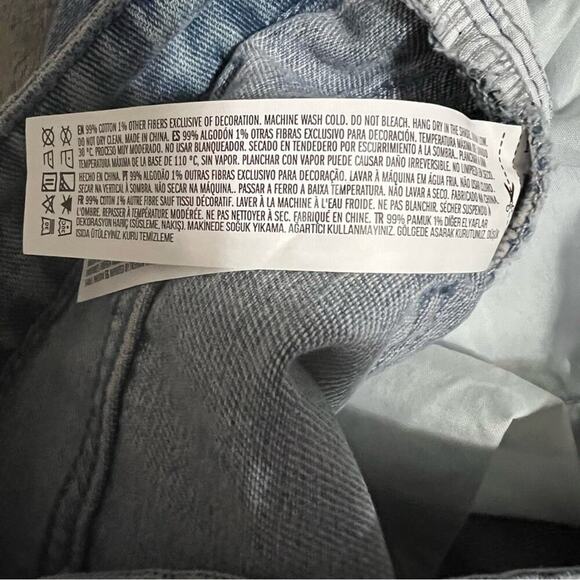 EN 99% COTTON 1% OTHER FIBERS EXCLUSIVE OF DECORATION. MACHINE WASH COLD. DO NOT BLEACH. HANG DRY IN THE SHADE.
DO NOT DRY CLEAN. MADE IN CHINA. ES 99% ALGODÓN 1% OTRAS FIBRAS EXCLUSIVO PARA DECORACIÓN. TEMPERATURA MÁXIMA
30 °C. PROCESO MUY MODERADO. NO USAR BLANQUEADOR. SECADO EN TENDEDERO POR ESCURRIMIENTO A LA SOMBRA.
TEMPERATURA MÁXIMA DE LA BASE DE 110 °C, SIN VAPOR. PLANCHAR CON VAPOR PUEDE CAUSAR DAÑO IRREVERSIBLE. NO LIMPIEZA EN SECO.
HECHO EN CHINA. PT 99% ALGODÃO 1% OUTRAS FIBRAS EXCLUSIVO DE DECORAÇÃO. LAVAR À MÁQUINA EM ÁGUA FRIA. NÃO USAR CLORO.
SECAR NA VERTICAL À SOMBRA. NÃO SECAR NA MÁQUINA.. PASSAR A FERRO A BAIXA TEMPERATURA. NÃO LAVAR A SECO. FABRICADO NA CHINA.
FR 99% COTON 1% AUTRE FIBRE SAUF TISSU DÉCORATIF. LAVER À LA MACHINE À L'EAU FROIDE. NE PAS BLANCHIR. SÉCHER SUSPENDU À
L'OMBRE. REPASSER À TEMPÉRATURE MODÉRÉE. NE PAS NETTOYER À SEC. FABRIQUÉ EN CHINE. TR 99% PAMUK 1% DİĞER ELYAFLAR
DEKORASYON HARİÇ (SÜSLEME, NAKIŞ). MAKİNEDE SOĞUK YIKAMA. AĞARTICI KULLANMAYINIZ. GÖLGEDE ASARAK KURUTUNUZ. DÜŞÜK
ISIDA ÜTÜLEYİNİZ. KURU TEMİZLEME